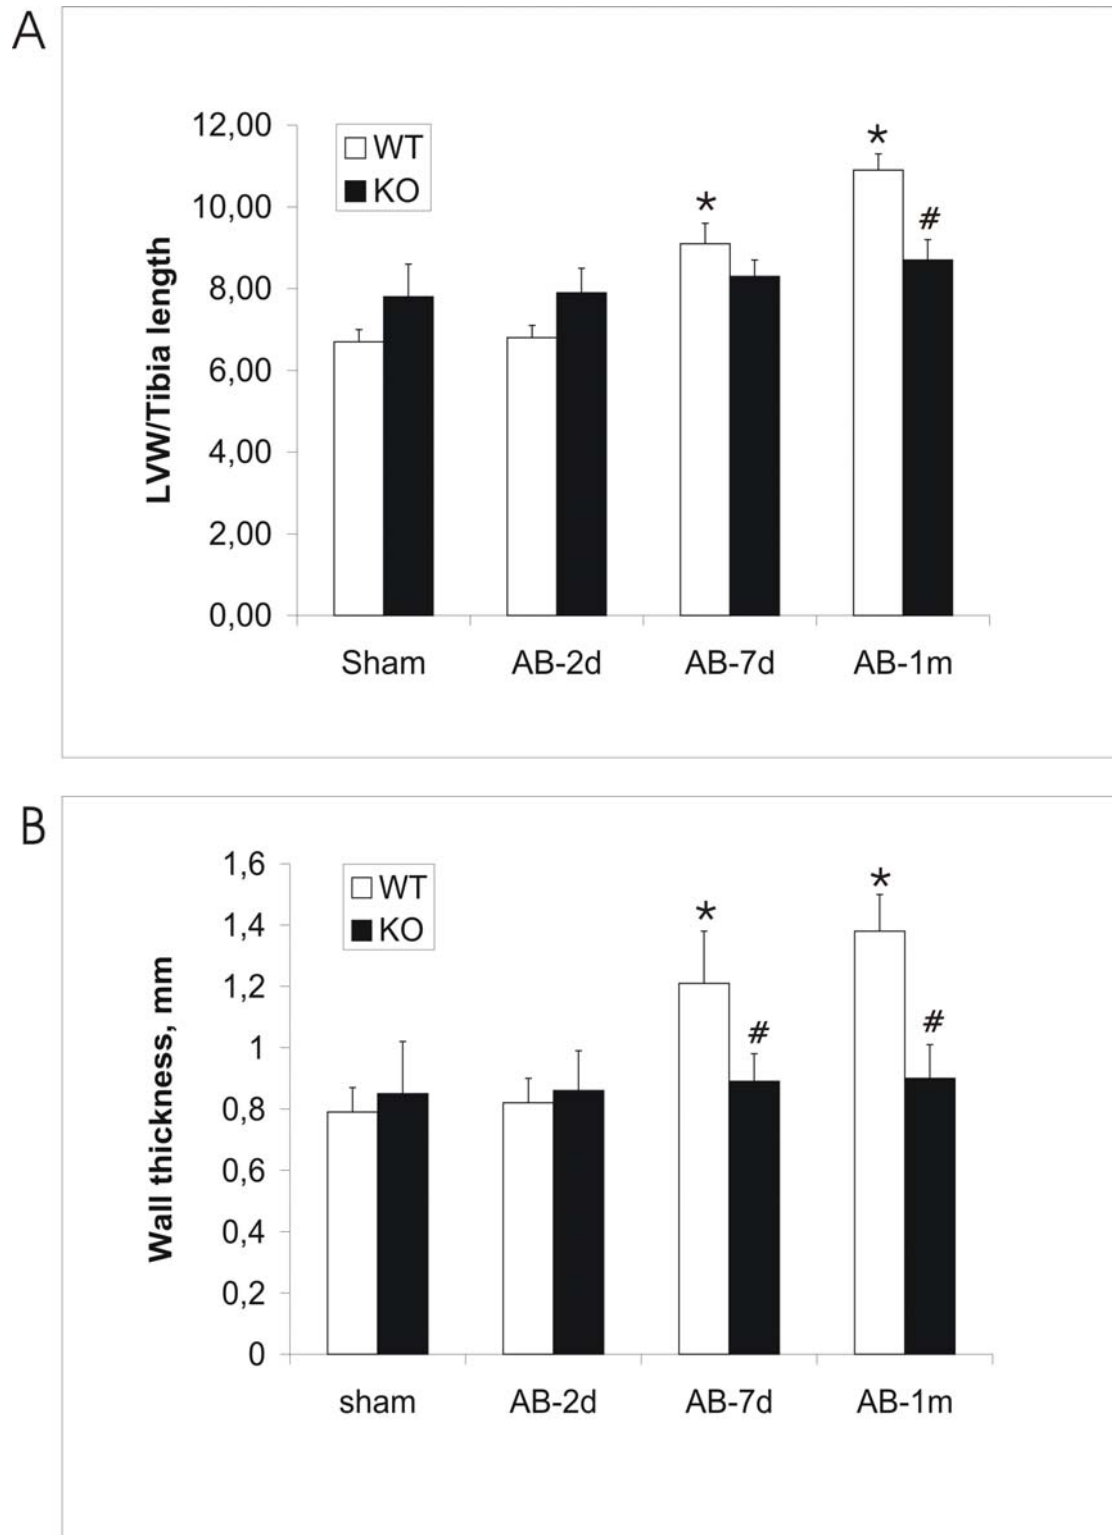 A
12,00
10,00
8,00
6,00
4,00
2,00
0,00
LVW/Tibia length
WT
KO
*
*
#
Sham AB-2d AB-7d AB-1m
B
1,6
1,4
1,2
1
0,8
0,6
0,4
0,2
0
Wall thickness, mm
WT
KO
*
#
*
#
sham AB-2d AB-7d AB-1m